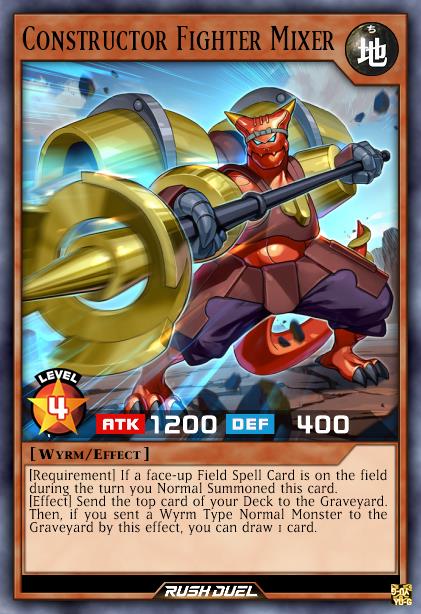 Constructor Fighter Mixer
ち
地
LEVEL
4
ATK 1200 DEF 400
[Wyrm/Effect]
[Requirement] If a face-up Field Spell Card is on the field
during the turn you Normal Summoned this card.
[Effect] Send the top card of your Deck to the Graveyard.
Then, if you sent a Wyrm Type Normal Monster to the
Graveyard by this effect, you can draw 1 card.
RUSH DUEL